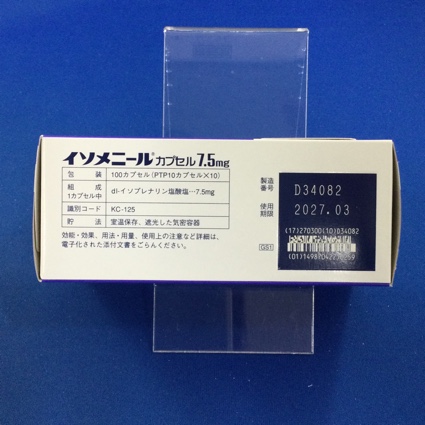 イソメニール®カプセル7.5mg
包 装 100カプセル(PTP10カプセル×10)
組 成 1カプセル中 dl-イソプレナリン塩酸塩…7.5mg
識別コード KC-125
貯 法 室温保存、遮光した気密容器
効能・効果、用法・用量、使用上の注意など詳細は、
電子化された添付文書をごらんください。
製造番号 D34082
使用期限 2027.03
(17)270300(10)D34082
GS1